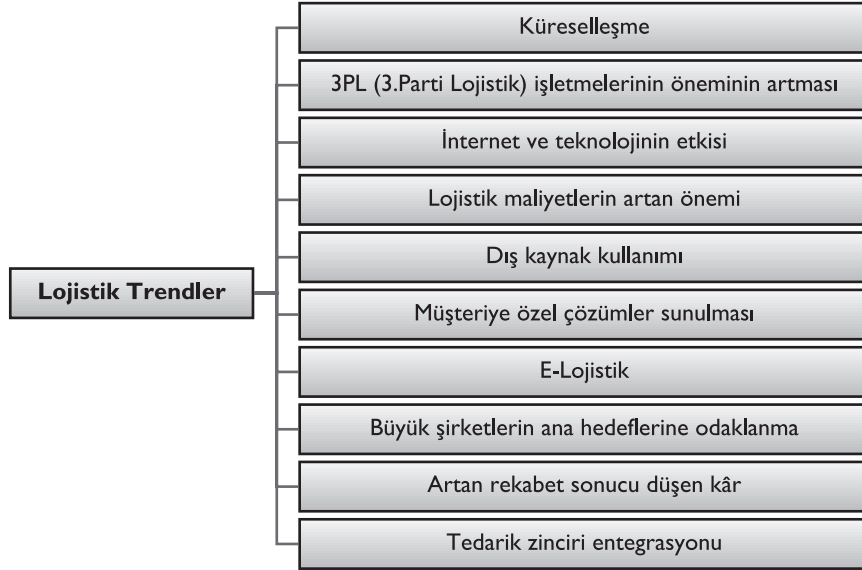 Küreselleşme
3PL (3.Parti Lojistik) işletmelerinin öneminin artması
İnternet ve teknolojinin etkisi
Lojistik maliyetlerin artan önemi
Dış kaynak kullanımı
Lojistik Trendler
Müşteriye özel çözümler sunulması
E-Lojistik
Büyük şirketlerin ana hedeflerine odaklanma
Artan rekabet sonucu düşen kâr
Tedarik zinciri entegrasyonu